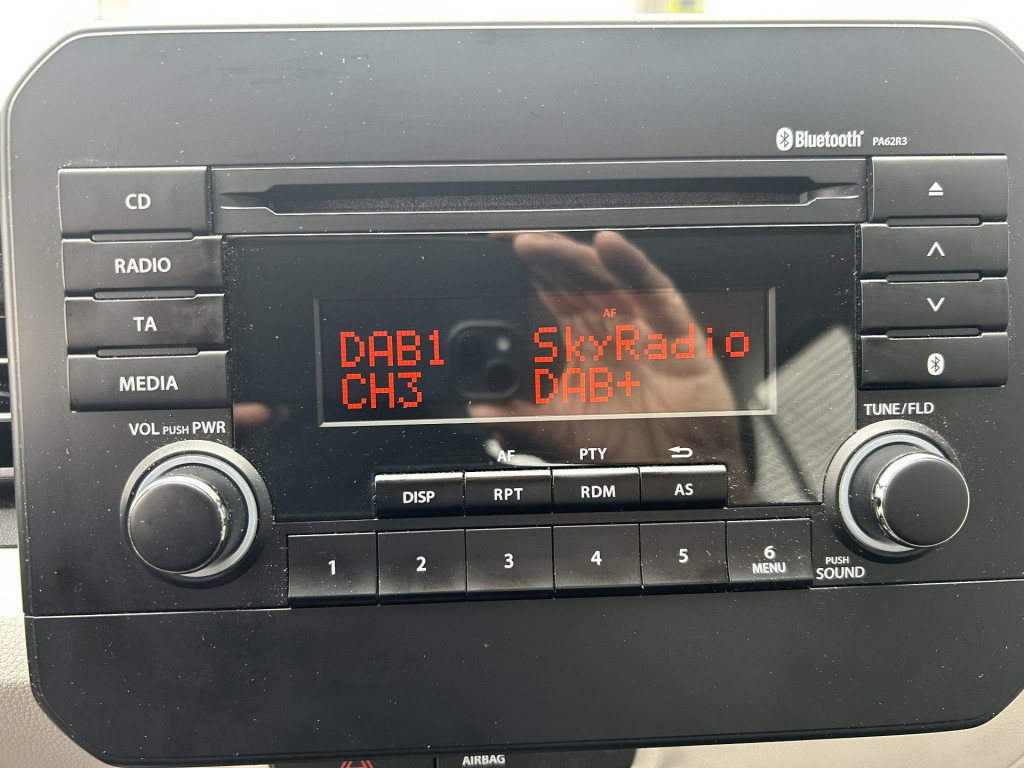 Bluetooth PA62R3
CD
RADIO
TA
MEDIA
VOL PUSH PWR
AF
DAB1 SkyRadio
CH3 DAB+
TUNE/FLD
AF PTY
DISP RPT RDM AS
1 2 3 4 5 6
MENU
PUSH
SOUND
AIRBAG